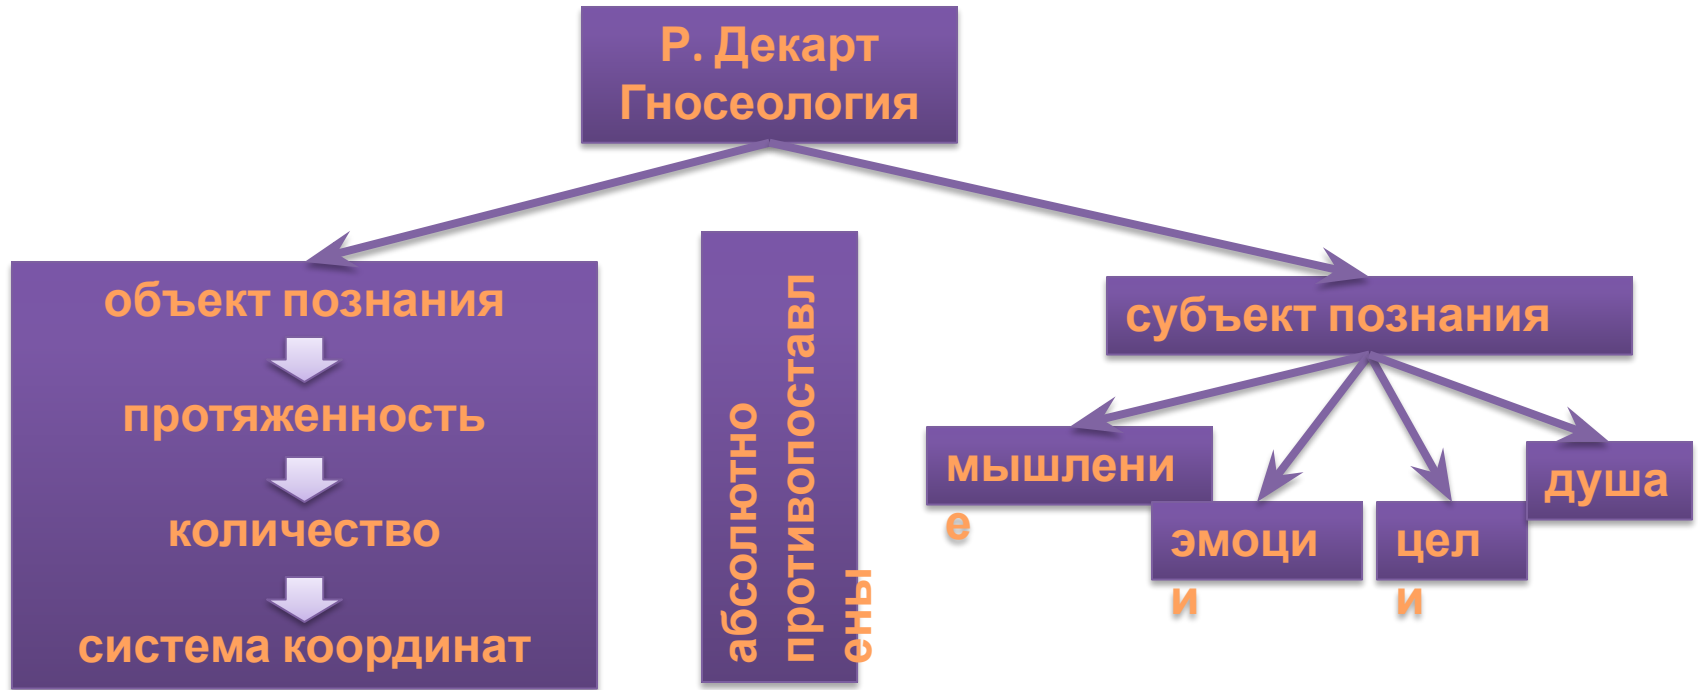 Р. Декарт
Гносеология
объект познания
протяженность
количество
система координат
абсолютно
противопоставл
ены
субъект познания
мышлени
е
эмоци
и
цел
и
душа